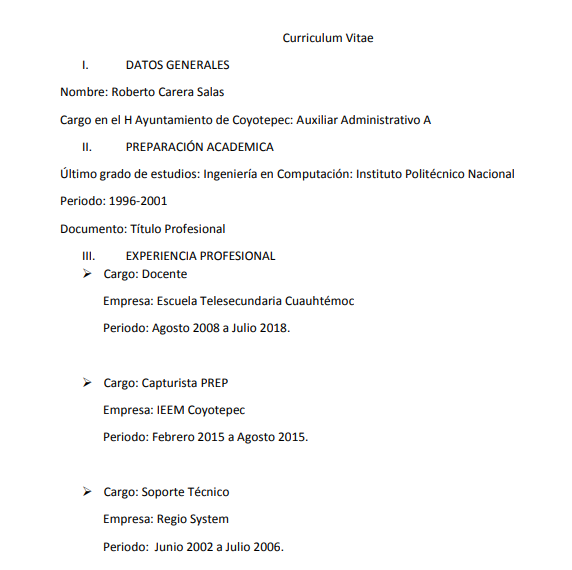 Curriculum Vitae
I. DATOS GENERALES
Nombre: Roberto Carera Salas
Cargo en el H Ayuntamiento de Coyotepec: Auxiliar Administrativo A
II. PREPARACIÓN ACADEMICA
Último grado de estudios: Ingeniería en Computación: Instituto Politécnico Nacional
Periodo: 1996-2001
Documento: Título Profesional
III. EXPERIENCIA PROFESIONAL
➢ Cargo: Docente
Empresa: Escuela Telesecundaria Cuauhtémoc
Periodo: Agosto 2008 a Julio 2018.
➢ Cargo: Capturista PREP
Empresa: IEEM Coyotepec
Periodo: Febrero 2015 a Agosto 2015.
➢ Cargo: Soporte Técnico
Empresa: Regio System
Periodo: Junio 2002 a Julio 2006.